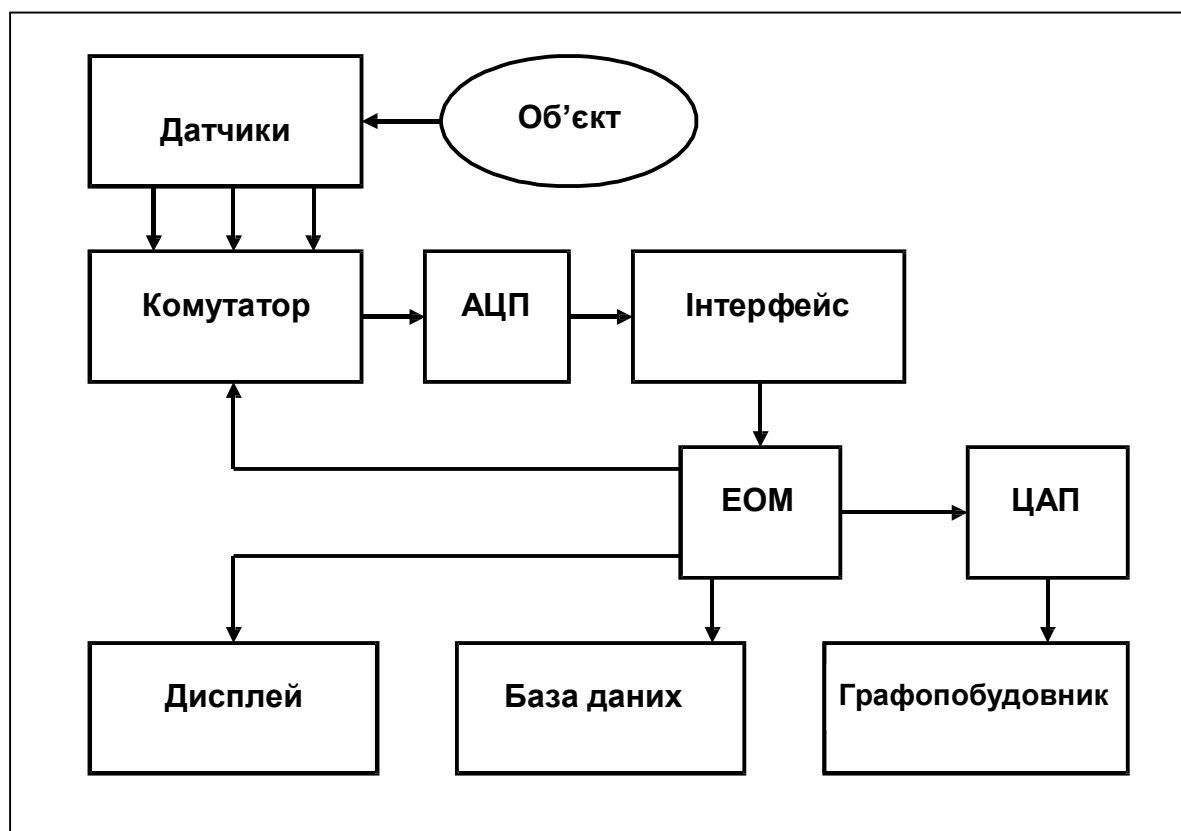 Датчики
Об’єкт
Комутатор
АЦП
Інтерфейс
ЕОМ
ЦАП
Дисплей
База даних
Графопобудовник